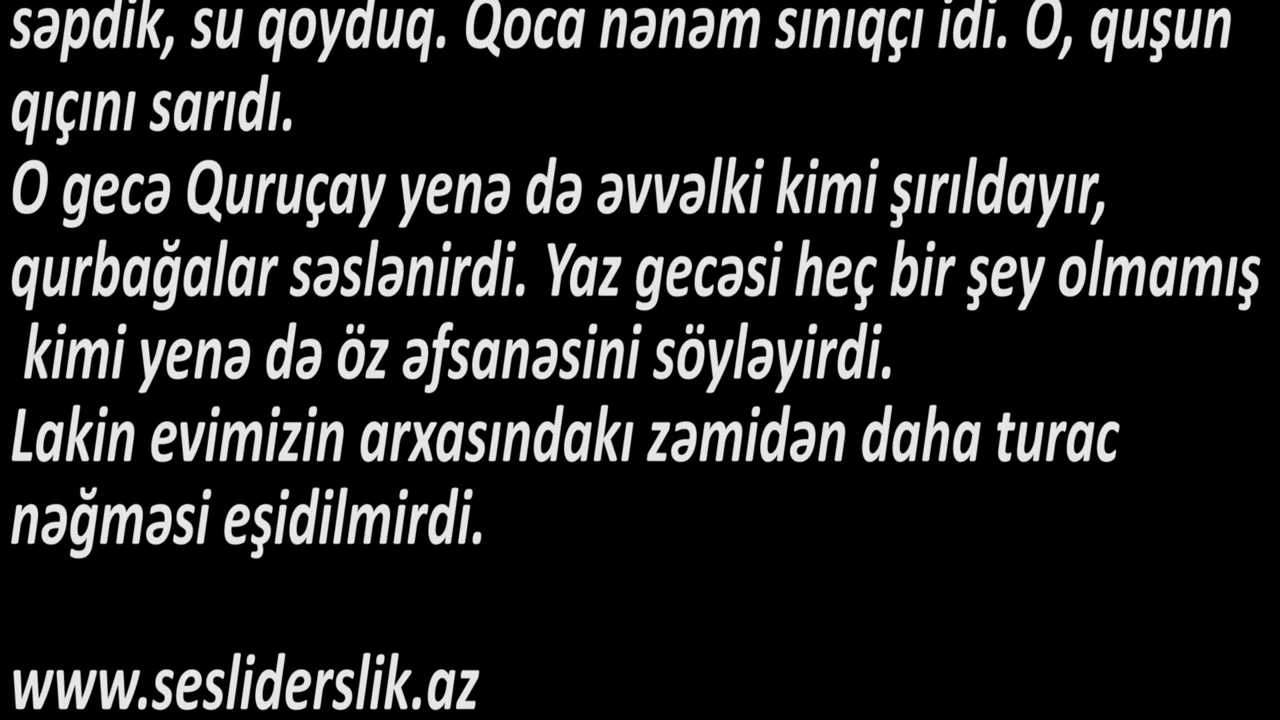 səpdik, su qoyduq. Qoca nənəm sınıqçı idi. O, quşun
qıçını sarıdı.
O gecə Quruçay yenə də əvvəlki kimi şırıldayır,
qurbağalar səslənirdi. Yaz gecəsi heç bir şey olmamış
kimi yenə də öz əfsanəsini söyləyirdi.
Lakin evimizin arxasındakı zəmidən daha turac
nəğməsi eşidilmirdi.
www.sesliderslik.az